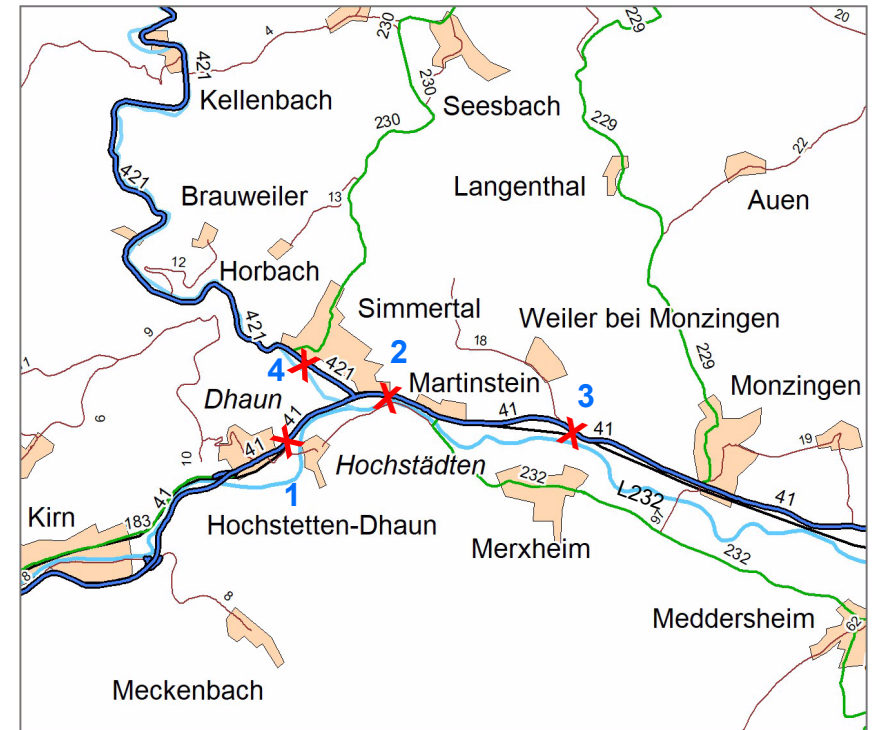 230
229
20
4
421
Kellenbach
230
Seesbach
230
229
22
421
Langenthal
Auen
Brauweiler
13
12
Horbach
421
Simmertal
18
Weiler bei Monzingen
9
2
229
421
4
Martinstein
Monzingen
Dhaun
41
41
3
41
6
41
19
10
Hochstädten
1
232
L232
41
41
Kirn
183
Hochstetten-Dhaun
97
Merxheim
232
8
8
Meddersheim
62
Meckenbach